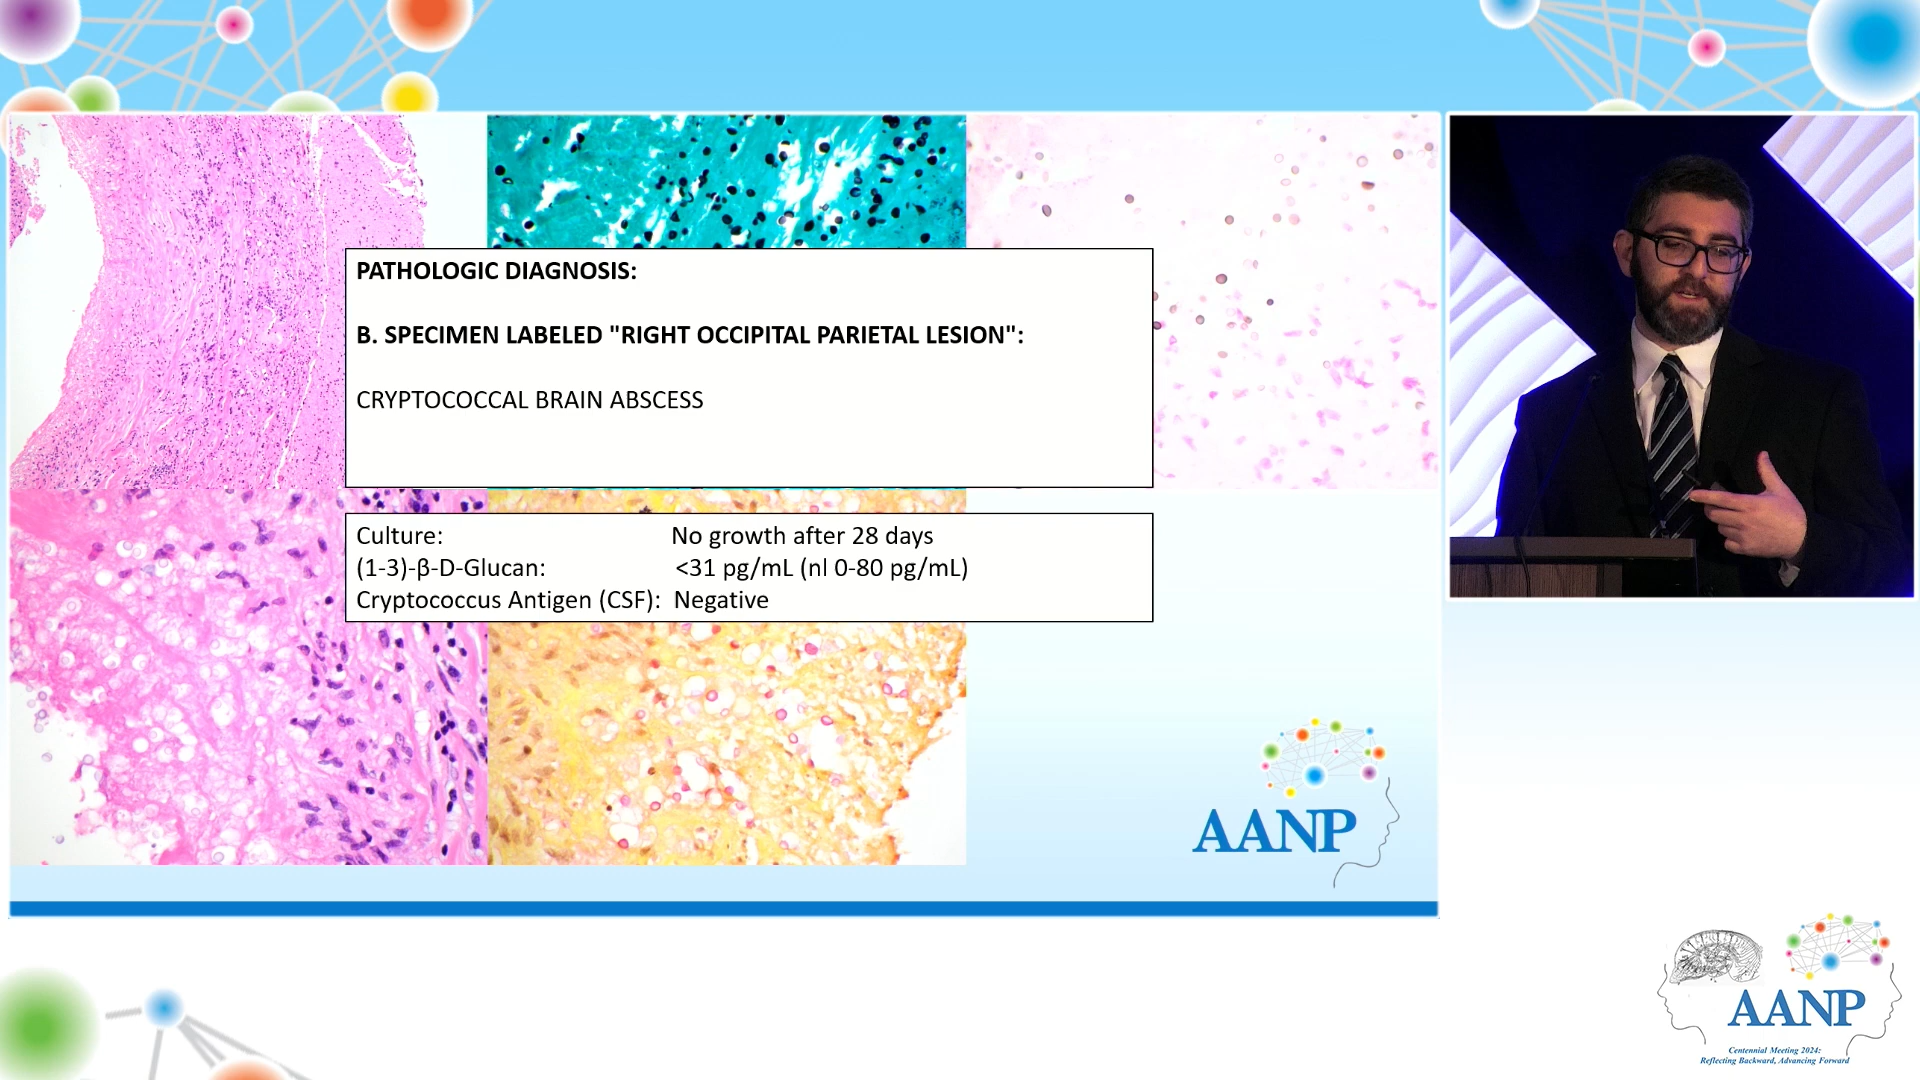 PATHOLOGIC DIAGNOSIS:
B. SPECIMEN LABELED "RIGHT OCCIPITAL PARIETAL LESION":
CRYPTOCOCCAL BRAIN ABSCESS
Culture: No growth after 28 days
(1-3)-β-D-Glucan: <31 pg/mL (nl 0-80 pg/mL)
Cryptococcus Antigen (CSF): Negative
AANP
AANP
Centennial Meeting 2024:
Reflecting Backward, Advancing Forward